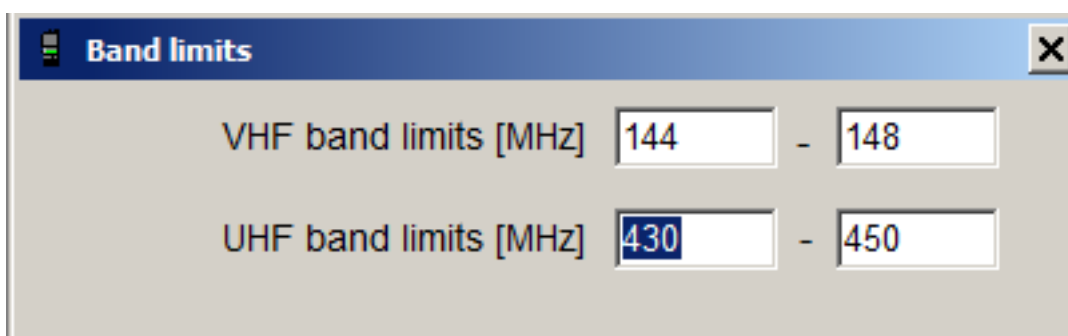 Band limits
VHF band limits [MHz] 144 - 148
UHF band limits [MHz] 430 - 450